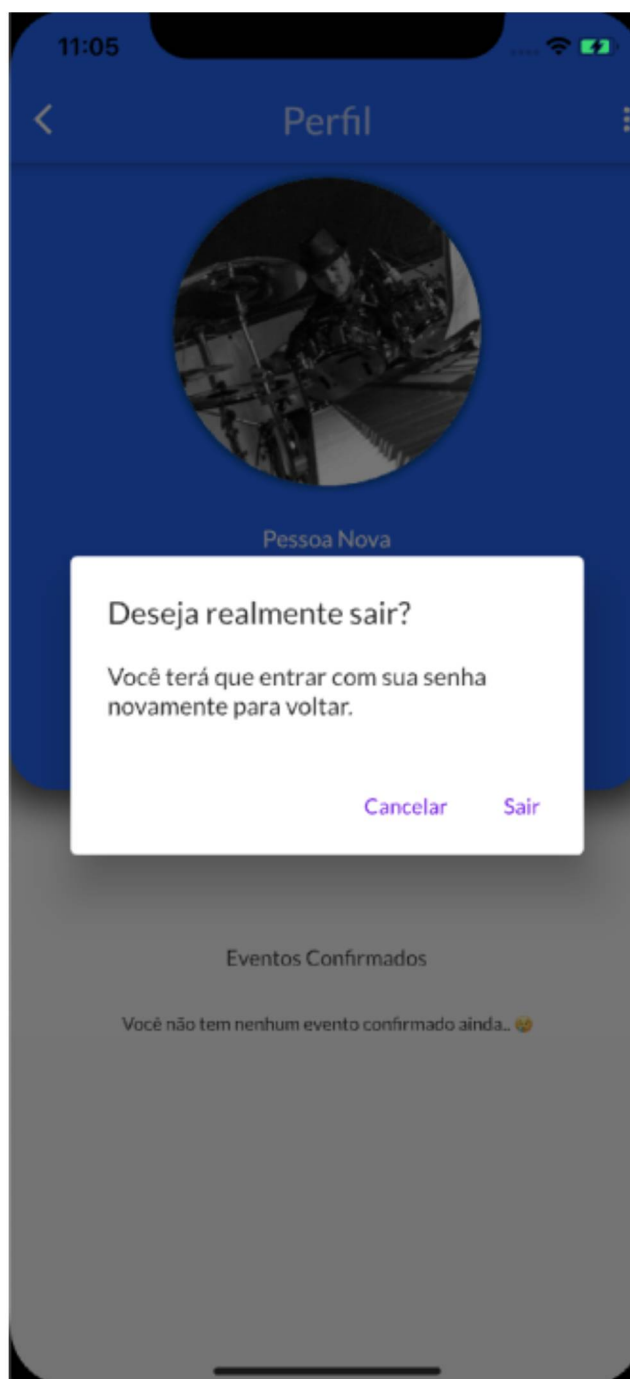 11:05
Perfil
Pessoa Nova
Deseja realmente sair?
Você terá que entrar com sua senha
novamente para voltar.
Cancelar Sair
Eventos Confirmados
Você não tem nenhum evento confirmado ainda.. 😢